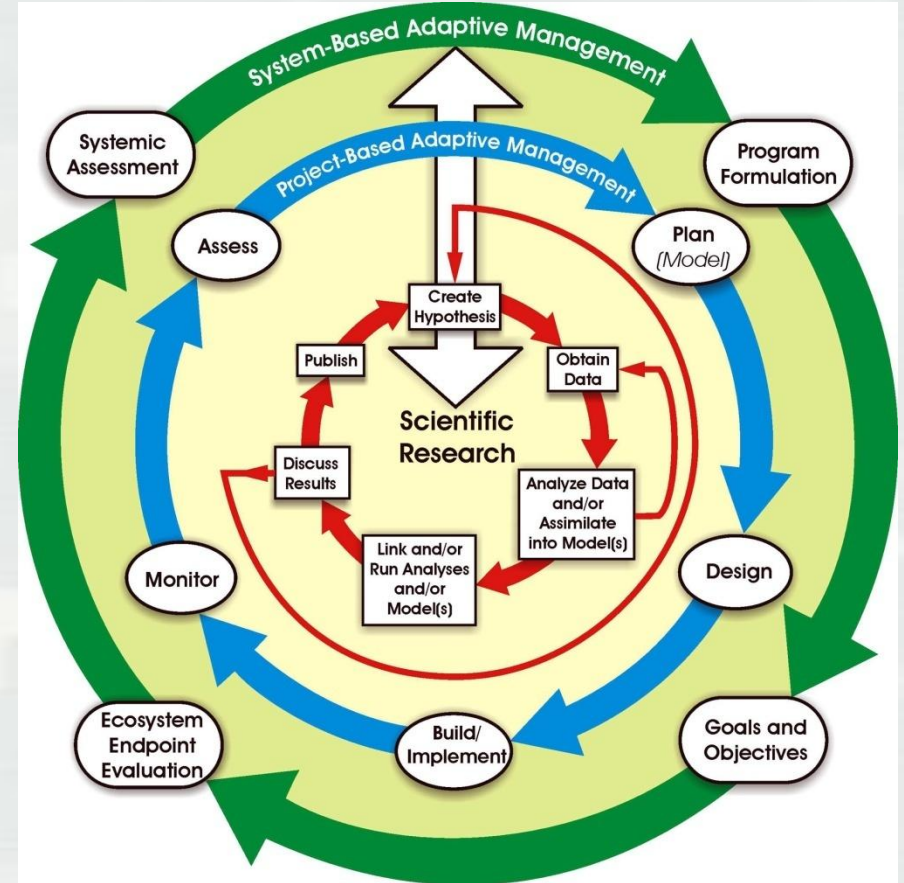 System-Based Adaptive Management
Project-Based Adaptive Management
Systemic
Assessment
Program
Formulation
Assess
Plan
(Model)
Create
Hypothesis
Publish
Obtain
Data
Scientific
Research
Discuss
Results
Analyze Data
and/or
Assimilate
into Model(s)
Link and/or
Run Analyses
and/or
Model(s)
Monitor
Design
Build/
Implement
Ecosystem
Endpoint
Evaluation
Goals and
Objectives